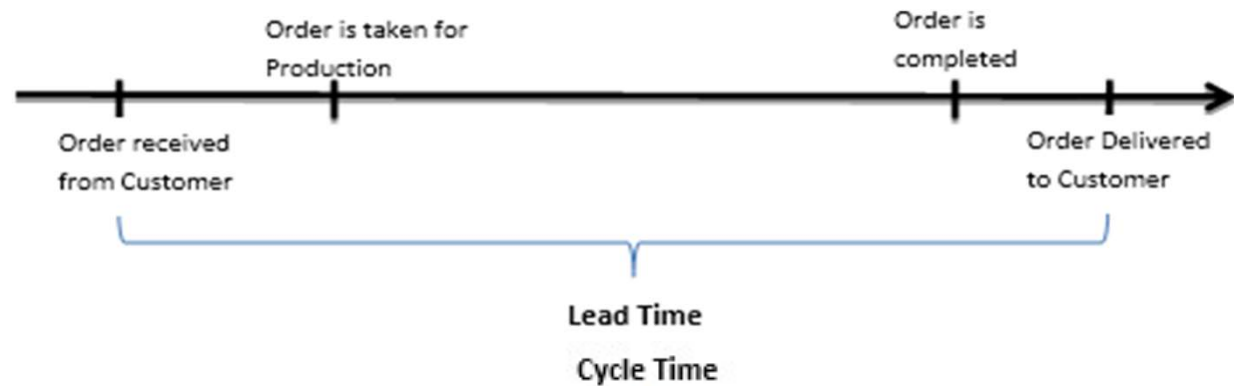 Order is taken for
Production
Order is
completed
Order received
from Customer
Order Delivered
to Customer
Lead Time
Cycle Time